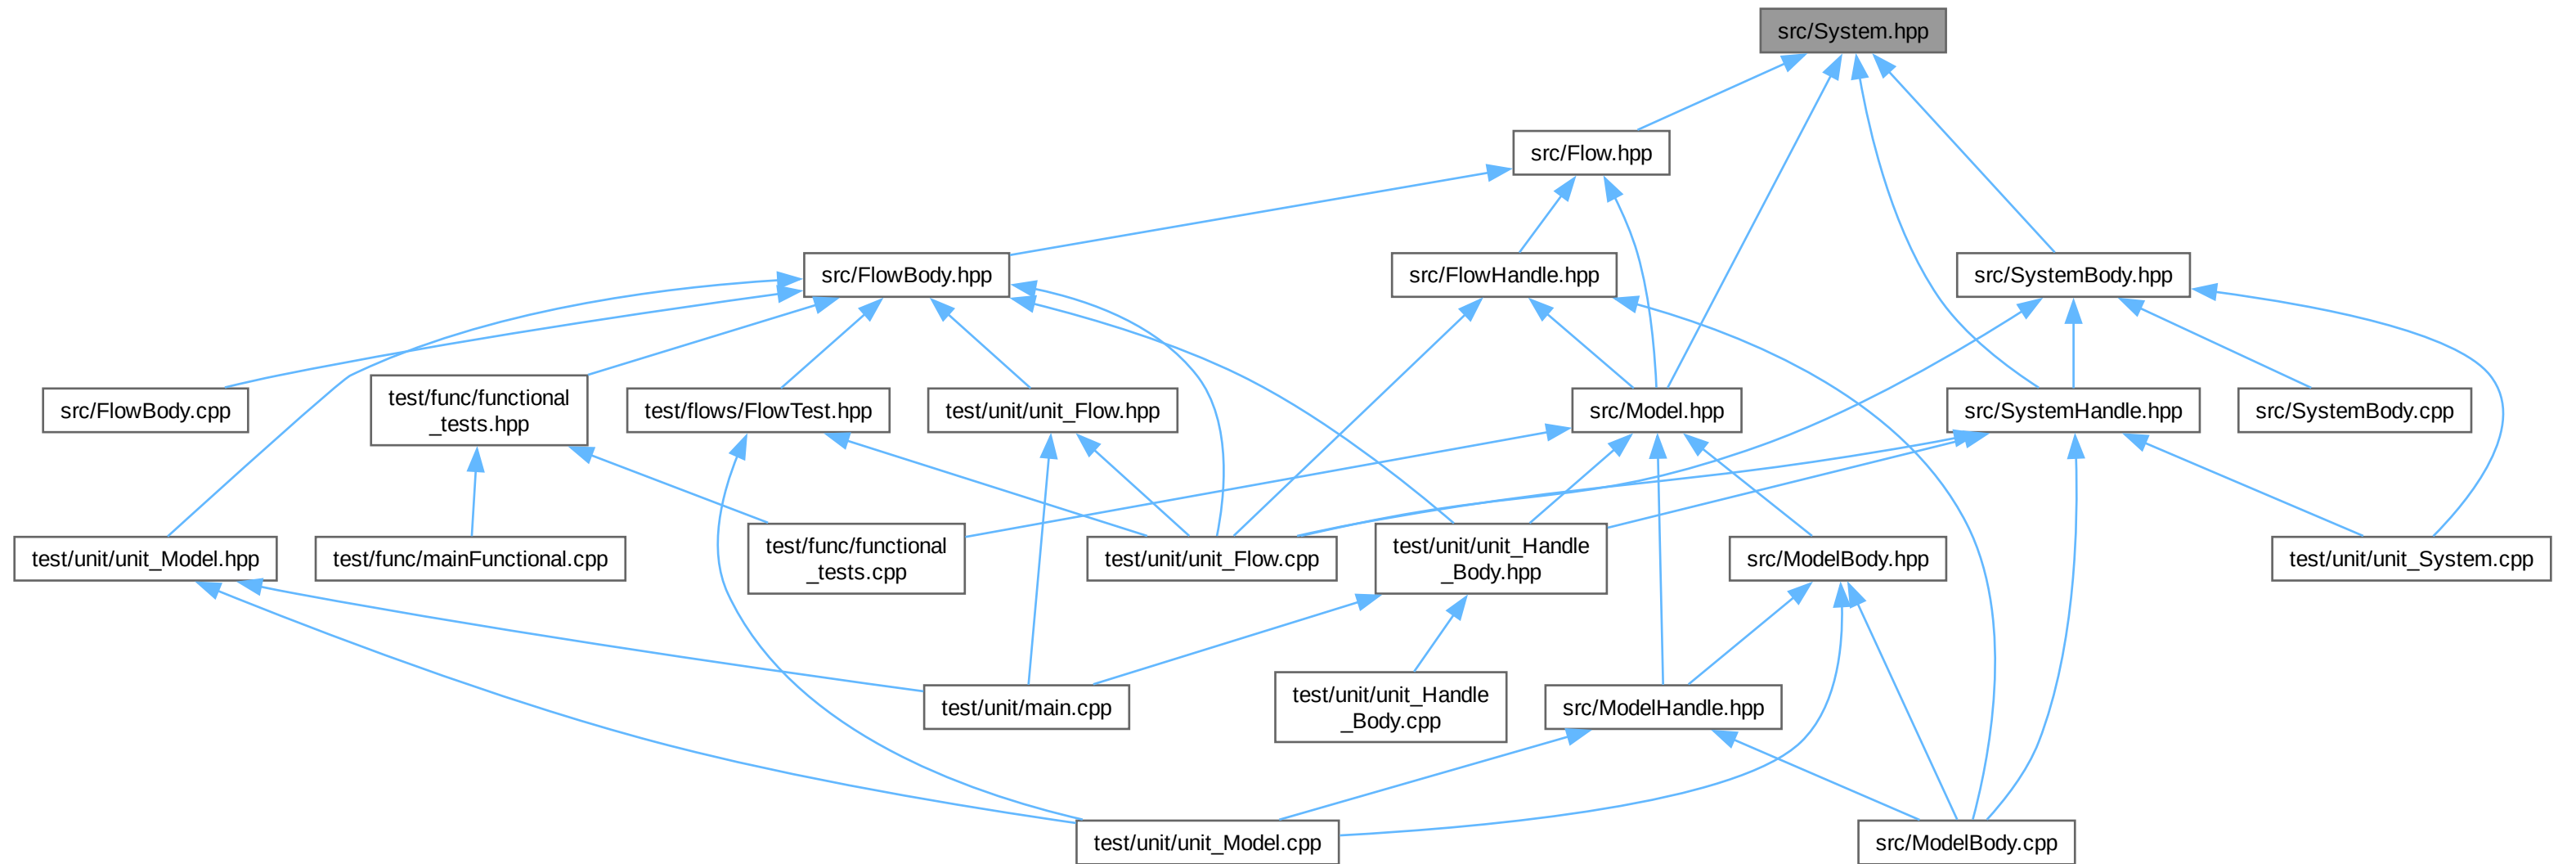 src/System.hpp
src/Flow.hpp
src/FlowBody.hpp
src/FlowHandle.hpp
src/SystemBody.hpp
src/FlowBody.cpp
test/func/functional
_tests.hpp
test/flows/FlowTest.hpp
test/unit/unit_Flow.hpp
src/Model.hpp
src/SystemHandle.hpp
src/SystemBody.cpp
test/unit/unit_Model.hpp
test/func/mainFunctional.cpp
test/func/functional
_tests.cpp
test/unit/unit_Flow.cpp
test/unit/unit_Handle
_Body.hpp
src/ModelBody.hpp
test/unit/unit_System.cpp
test/unit/main.cpp
test/unit/unit_Handle
_Body.cpp
src/ModelHandle.hpp
test/unit/unit_Model.cpp
src/ModelBody.cpp